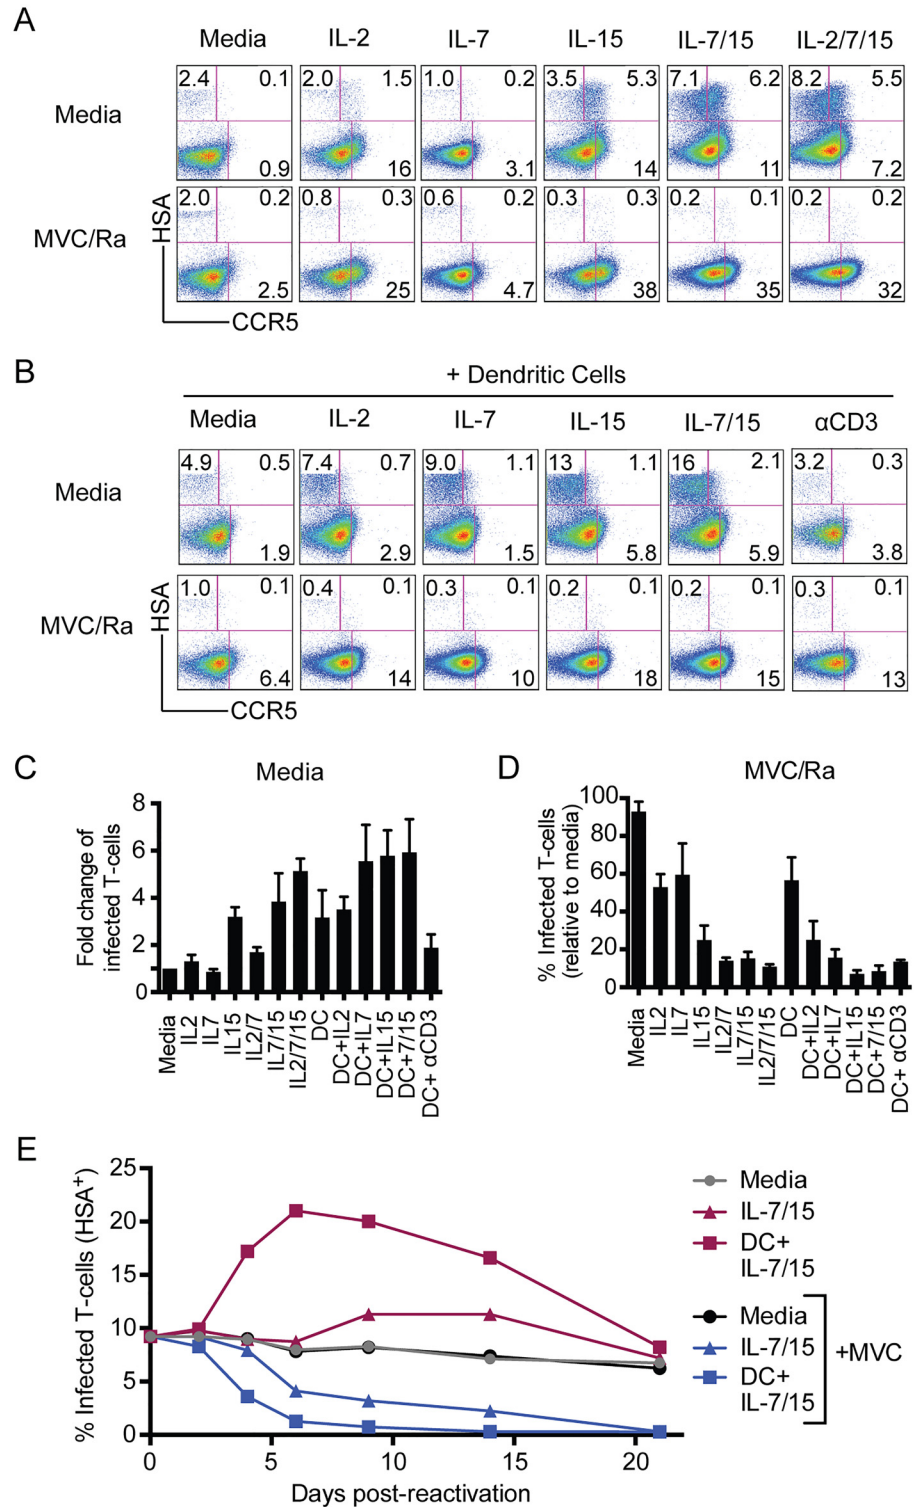 A
Media IL-2 IL-7 IL-15 IL-7/15 IL-2/7/15
Media
2.4 0.1 2.0 1.5 1.0 0.2 3.5 5.3 7.1 6.2 8.2 5.5
0.9 16 3.1 14 11 7.2
MVC/Ra
2.0 0.2 0.8 0.3 0.6 0.2 0.3 0.3 0.2 0.1 0.2 0.2
2.5 25 4.7 38 35 32
HSA
CCR5
B
+ Dendritic Cells
Media IL-2 IL-7 IL-15 IL-7/15 αCD3
Media
4.9 0.5 7.4 0.7 9.0 1.1 13 1.1 16 2.1 3.2 0.3
1.9 2.9 1.5 5.8 5.9 3.8
MVC/Ra
1.0 0.1 0.4 0.1 0.3 0.1 0.2 0.1 0.2 0.1 0.3 0.1
6.4 14 10 18 15 13
HSA
CCR5
C
Media
Fold change of
infected T-cells
8
6
4
2
0
Media IL2 IL7 IL15 IL2/7 IL7/15 IL2/7/15 DC DC+IL2 DC+IL7 DC+IL15 DC+7/15 DC+ αCD3
D
MVC/Ra
% Infected T-cells
(relative to media)
100
80
60
40
20
0
Media IL2 IL7 IL15 IL2/7 IL7/15 IL2/7/15 DC DC+IL2 DC+IL7 DC+IL15 DC+7/15 DC+ αCD3
E
% Infected T-cells (HSA+)
25
20
15
10
5
0
0 5 10 15 20
Days post-reactivation
Media
IL-7/15
DC+
IL-7/15
Media
IL-7/15
DC+
IL-7/15
+MVC